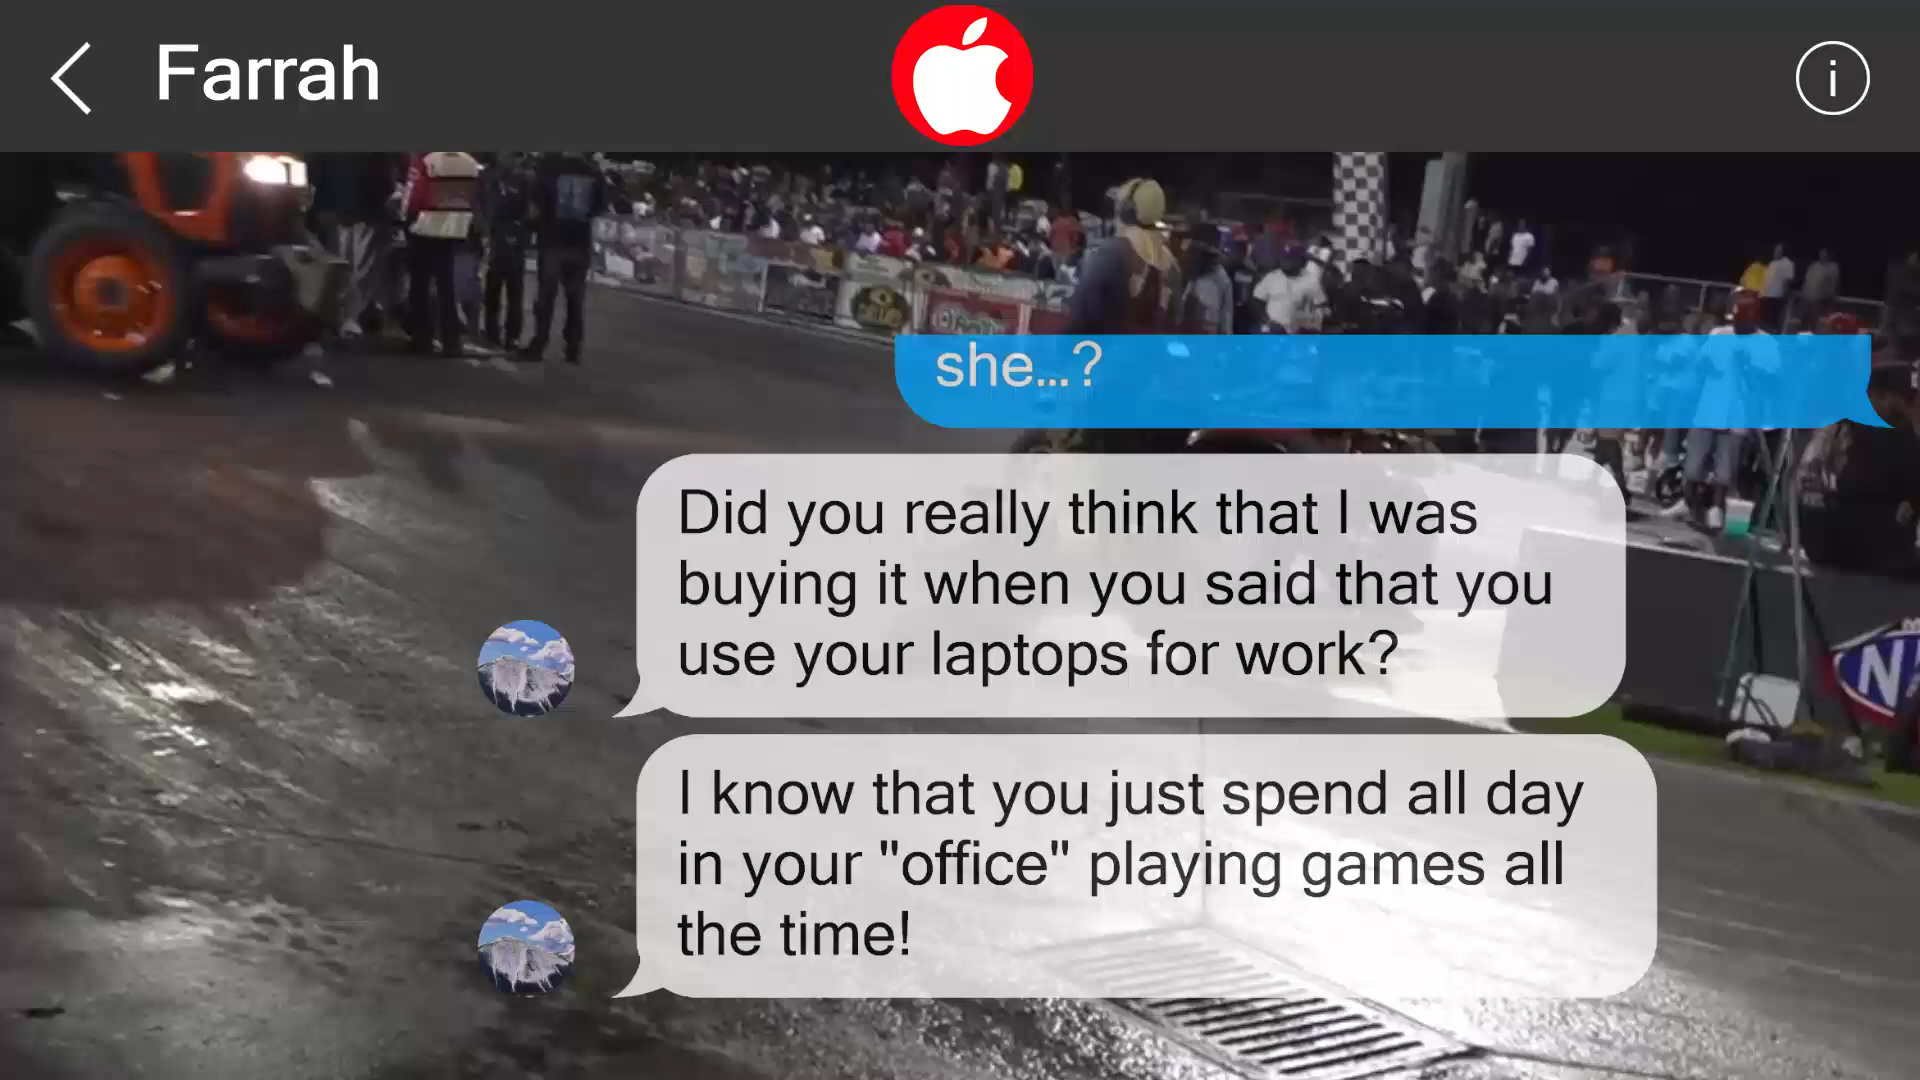 Farrah
she...?
Did you really think that I was
buying it when you said that you
use your laptops for work?
I know that you just spend all day
in your "office" playing games all
the time!